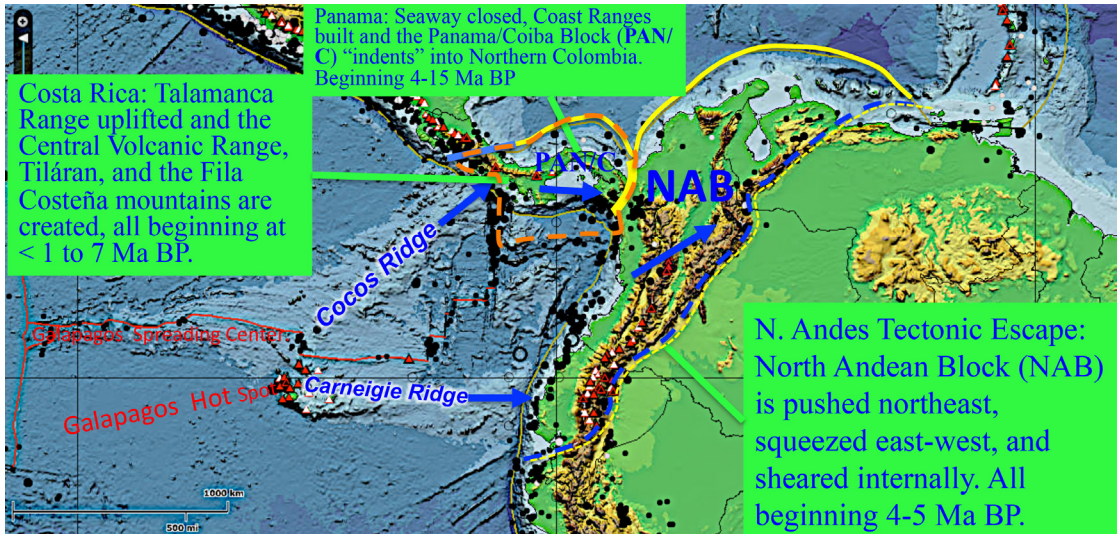 Panama: Seaway closed, Coast Ranges
built and the Panama/Coiba Block (PAN/
C) “indents” into Northern Colombia.
Beginning 4-15 Ma BP
Costa Rica: Talamanca
Range uplifted and the
Central Volcanic Range,
Tiláran, and the Fila
Costeña mountains are
created, all beginning at
< 1 to 7 Ma BP.
PAN/C
NAB
Cocos Ridge
Galapagos Spreading Center
Galapagos Hot Spot
Carneigie Ridge
N. Andes Tectonic Escape:
North Andean Block (NAB)
is pushed northeast,
squeezed east-west, and
sheared internally. All
beginning 4-5 Ma BP.
1000 km
500 mi